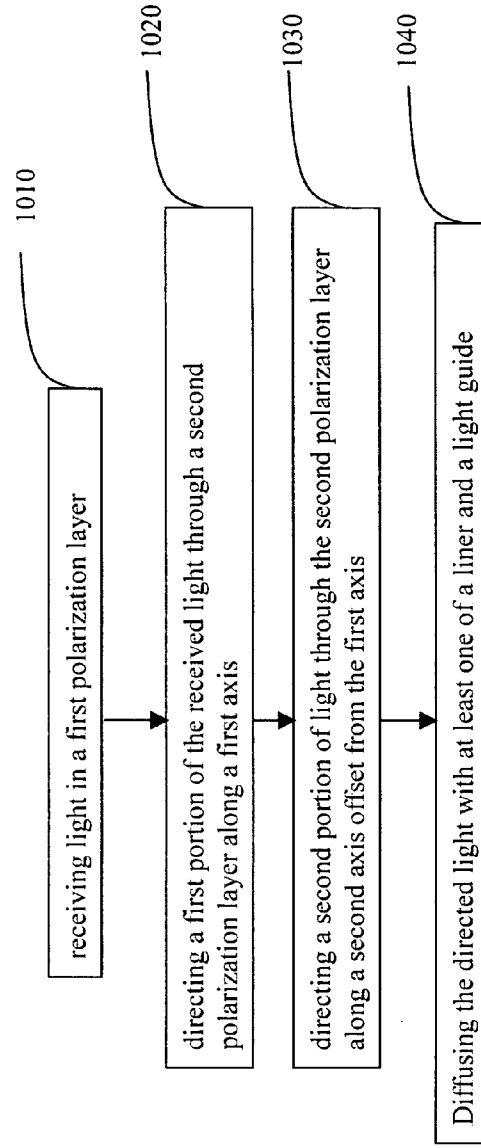 1010
receiving light in a first polarization layer
1020
directing a first portion of the received light through a second
polarization layer along a first axis
1030
directing a second portion of light through the second polarization layer
along a second axis offset from the first axis
1040
Diffusing the directed light with at least one of a liner and a light guide